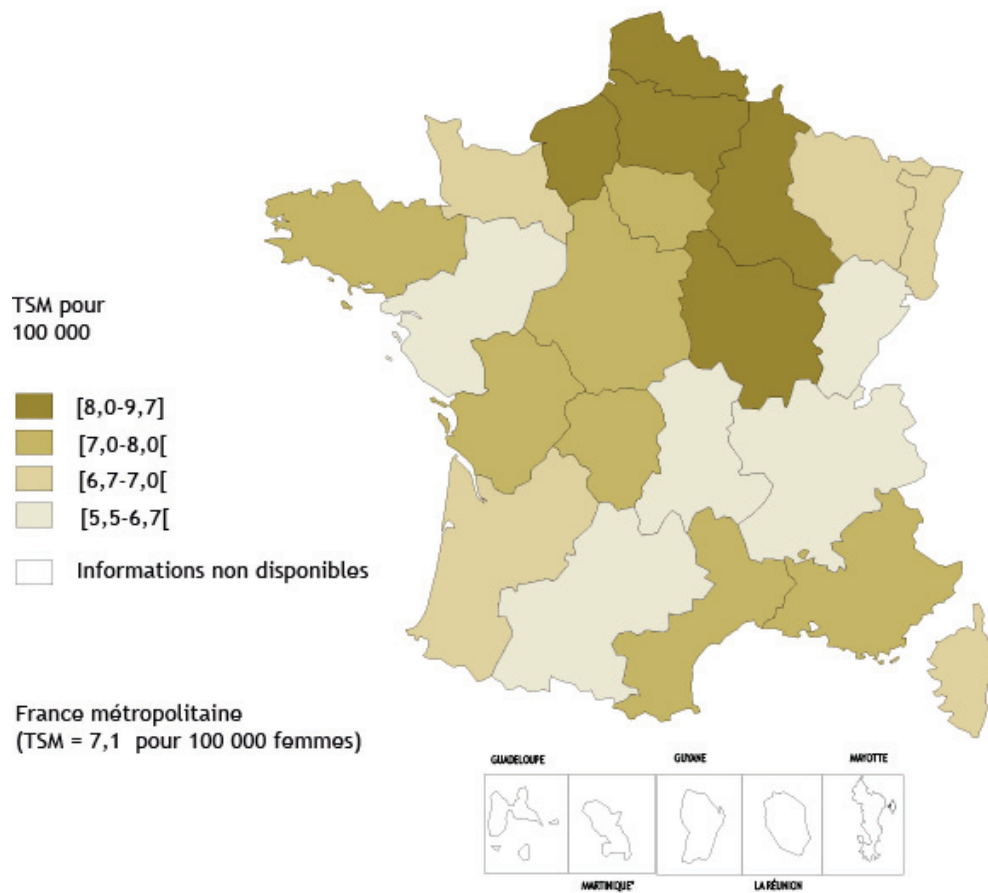 TSM pour
100 000
[8,0-9,7]
[7,0-8,0[
[6,7-7,0[
[5,5-6,7[
Informations non disponibles
France métropolitaine
(TSM = 7,1 pour 100 000 femmes)
GUADELOUPE GUYANE MAYOTTE
MARTINIQUE* LA RÉUNION